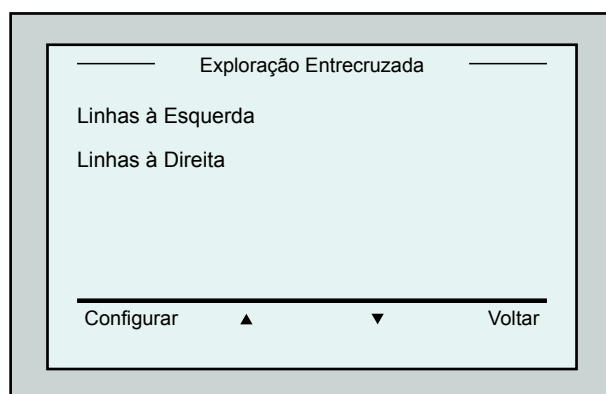 Exploração Entrecruzada
Linhas à Esquerda
Linhas à Direita
Configurar ▲ ▼ Voltar